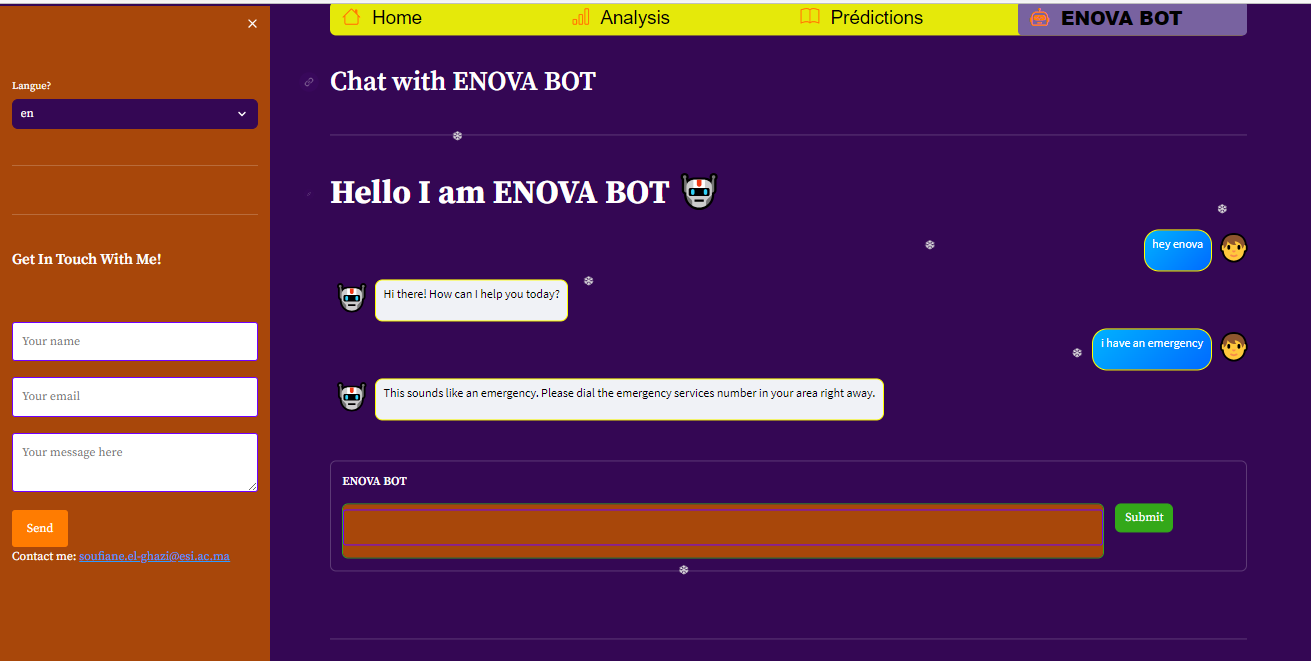 Home
Analysis
Prédictions
ENOVA BOT
Langue?
en
Get In Touch With Me!
Your name
Your email
Your message here
Send
Contact me: soufiane.el-ghazi@esi.ac.ma
Chat with ENOVA BOT
Hello I am ENOVA BOT
hey enova
Hi there! How can I help you today?
i have an emergency
This sounds like an emergency. Please dial the emergency services number in your area right away.
ENOVA BOT
Submit